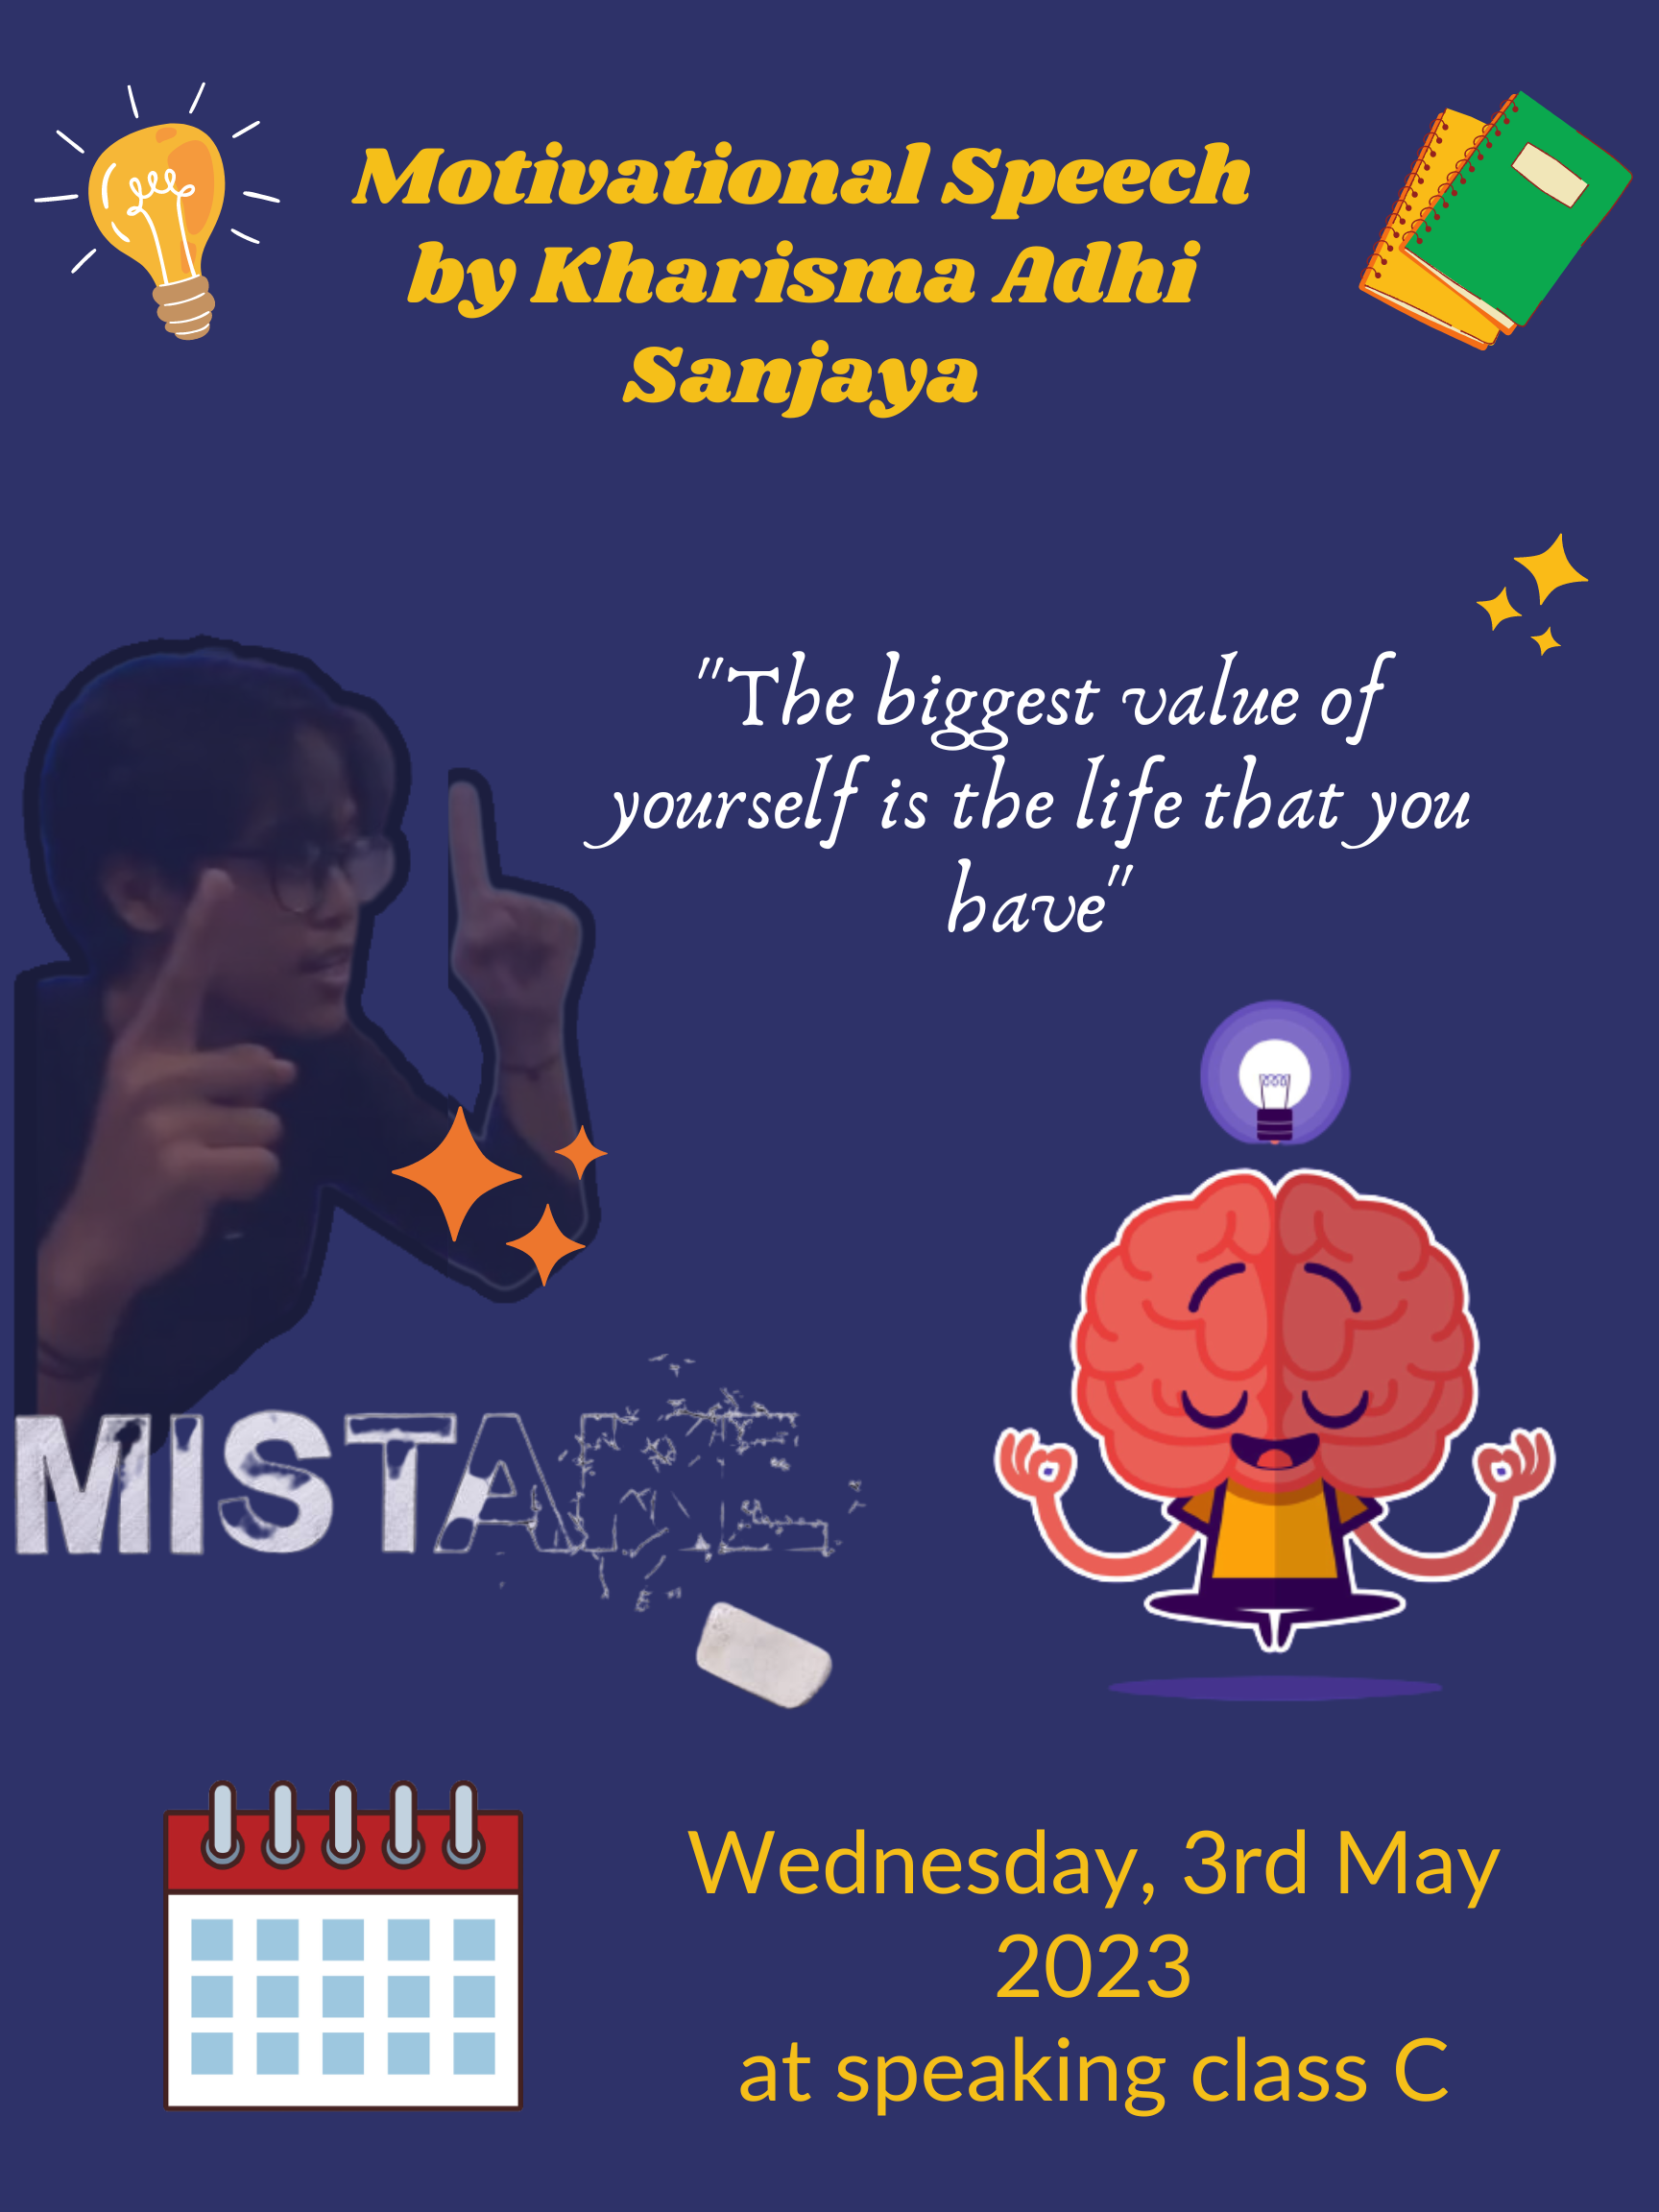 Motivational Speech
by Kharisma Adhi
Sanjaya
"The biggest value of
yourself is the life that you
have"
MISTAKE
Wednesday, 3rd May
2023
at speaking class C